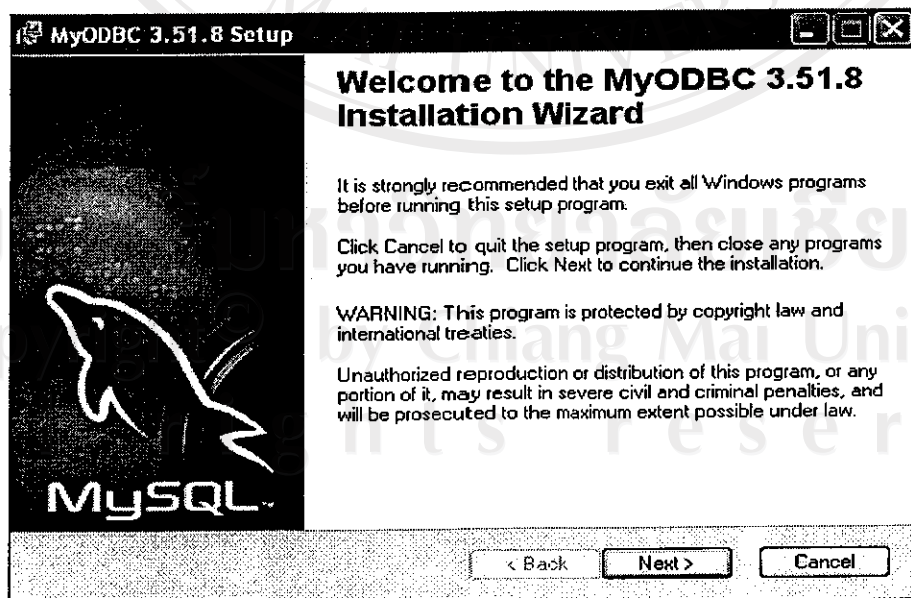 MyODBC 3.51.8 Setup
Welcome to the MyODBC 3.51.8
Installation Wizard
It is strongly recommended that you exit all Windows programs
before running this setup program.
Click Cancel to quit the setup program, then close any programs
you have running. Click Next to continue the installation.
WARNING: This program is protected by copyright law and
international treaties.
Unauthorized reproduction or distribution of this program, or any
portion of it, may result in severe civil and criminal penalties, and
will be prosecuted to the maximum extent possible under law.
MySQL
< Back
Next >
Cancel
by Chiang Mai Uni